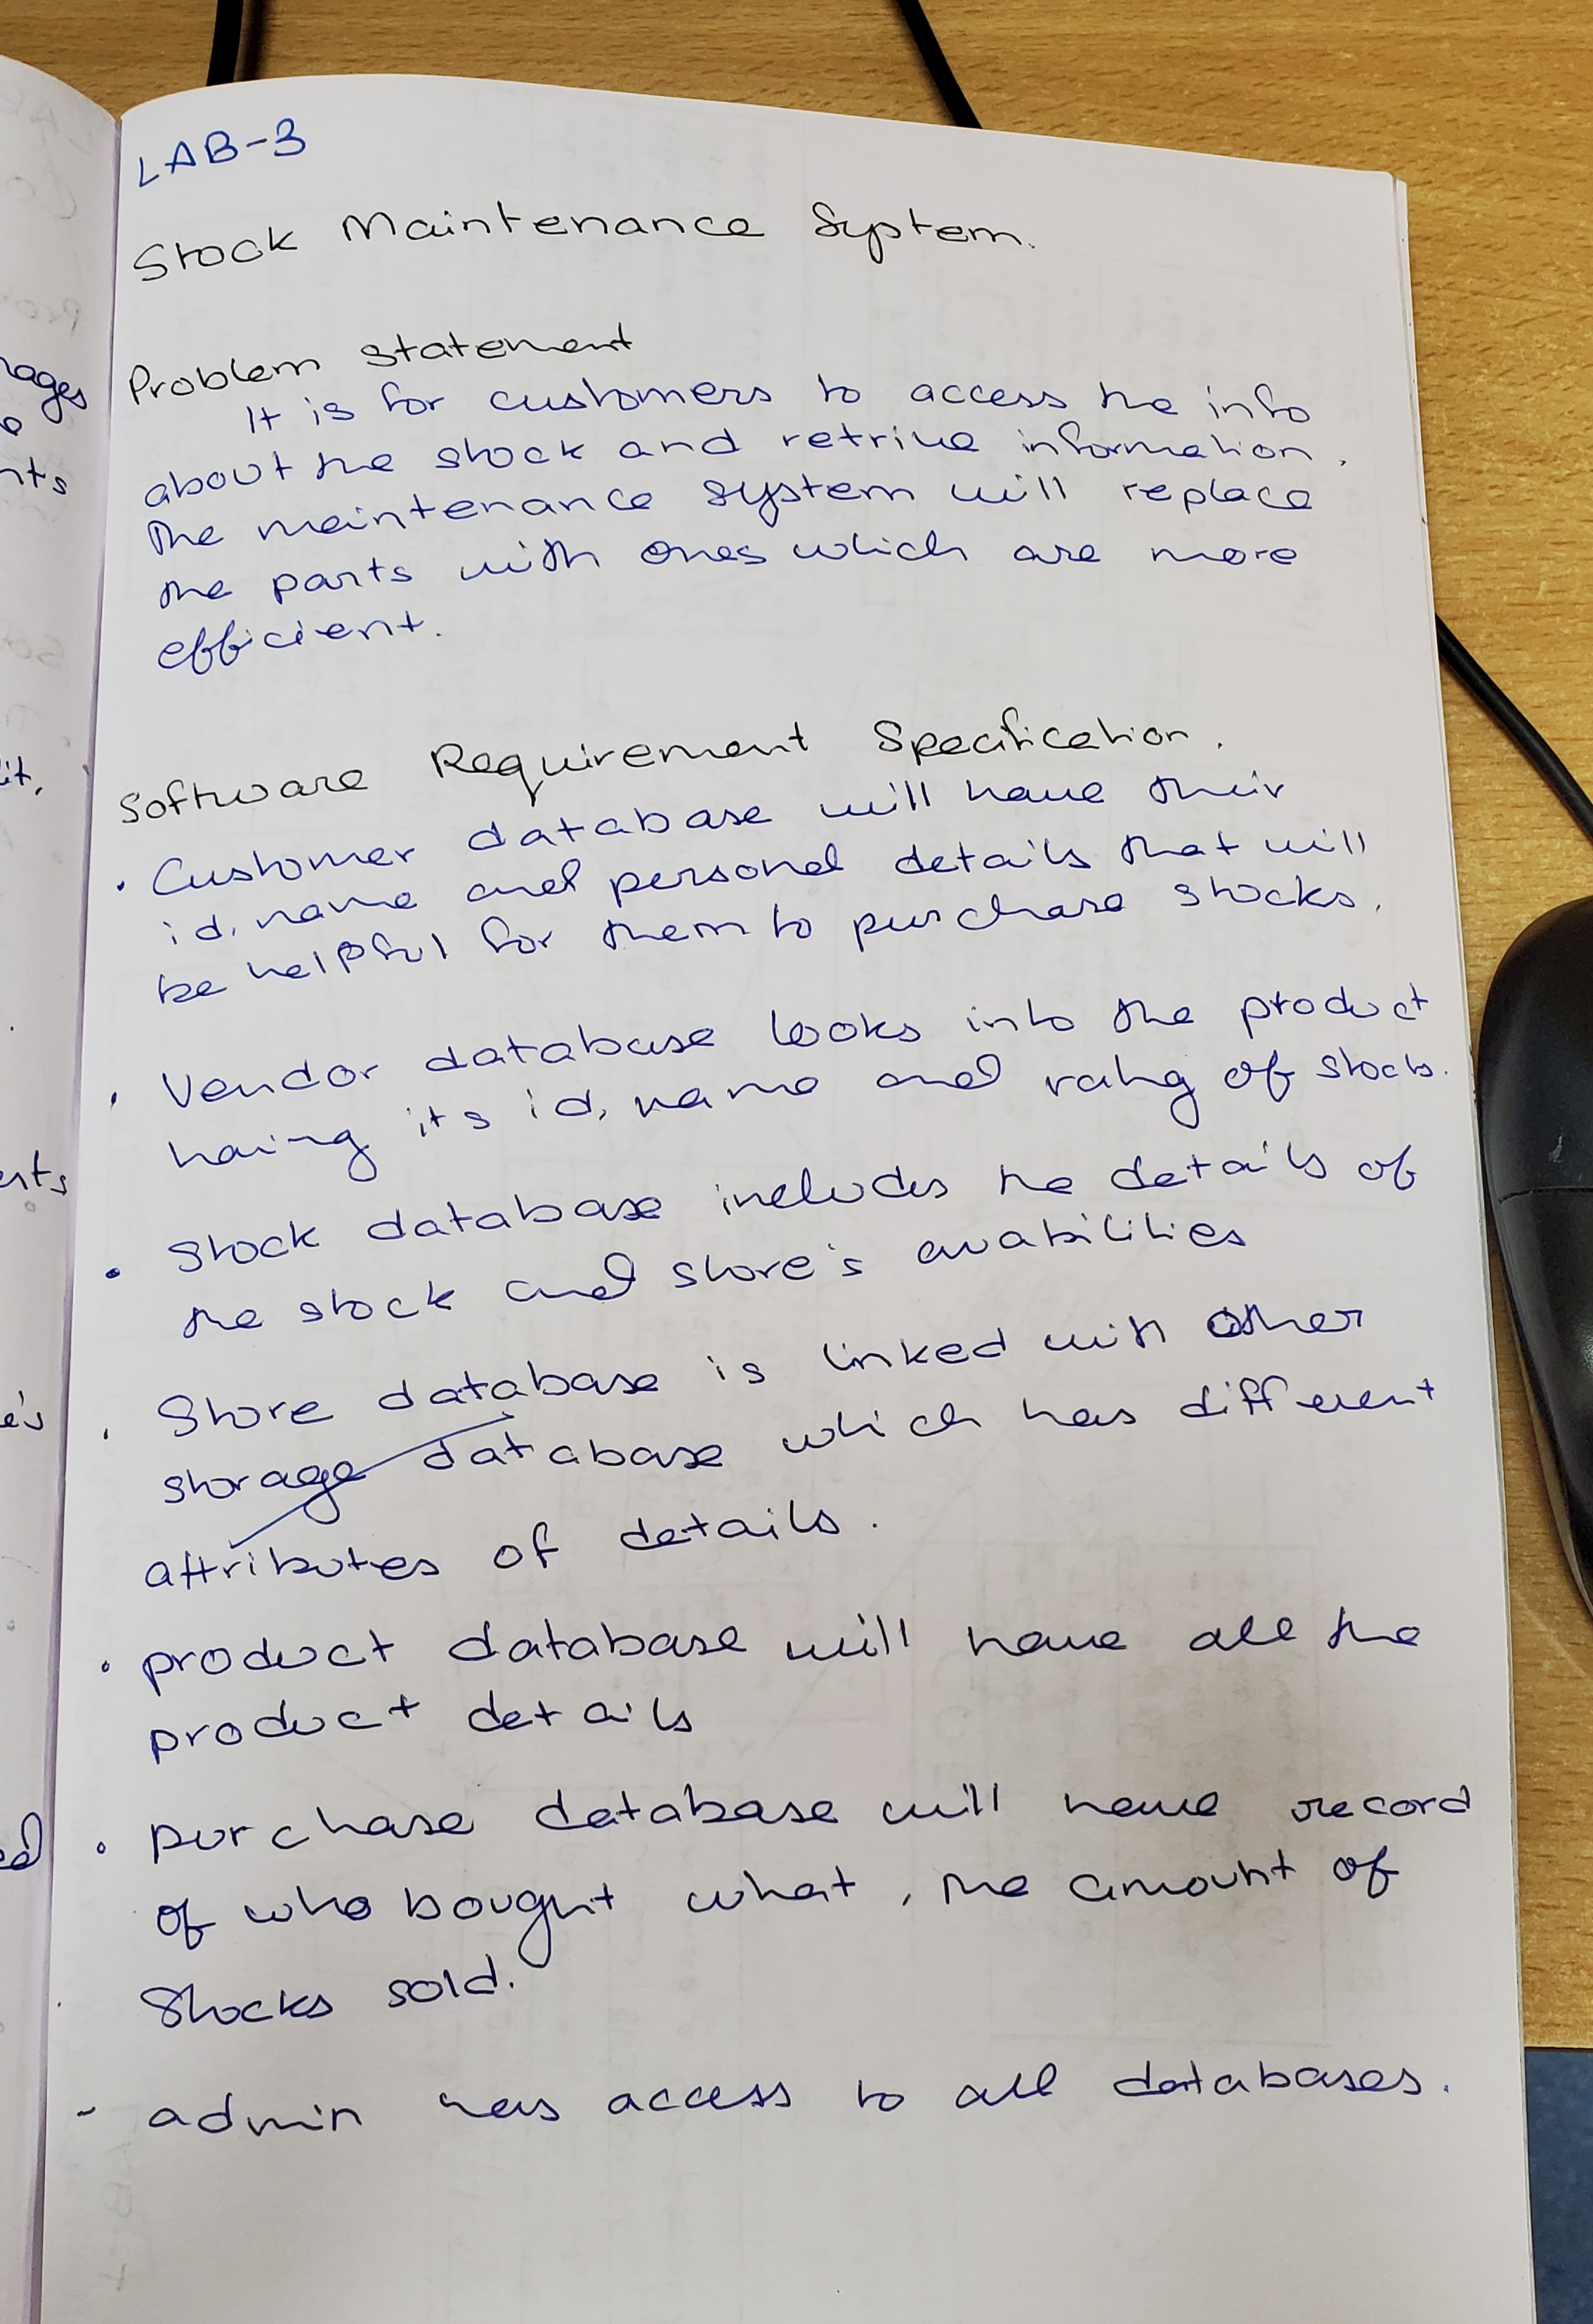 LAB-3
Stock Maintenance System.
Problem statement
It is for customers to access the info
about the stock and retrive information.
The maintenance system will replace
the parts with ones which are more
efficient.
Software Requirement Specification.
• Customer database will have their
id, name and personal details that will
be helpful for them to purchase stocks.
• Vendor database looks into the product
having it's id, name and rating of stocks.
• Stock database includes the details of
the stock and store's avabilities
• Store database is linked with other
storage database which has different
attributes of details.
• product database will have all the
product details
• purchase database will have record
of who bought what, the amount of
Stocks sold.
- admin has access to all databases.
nts
it,